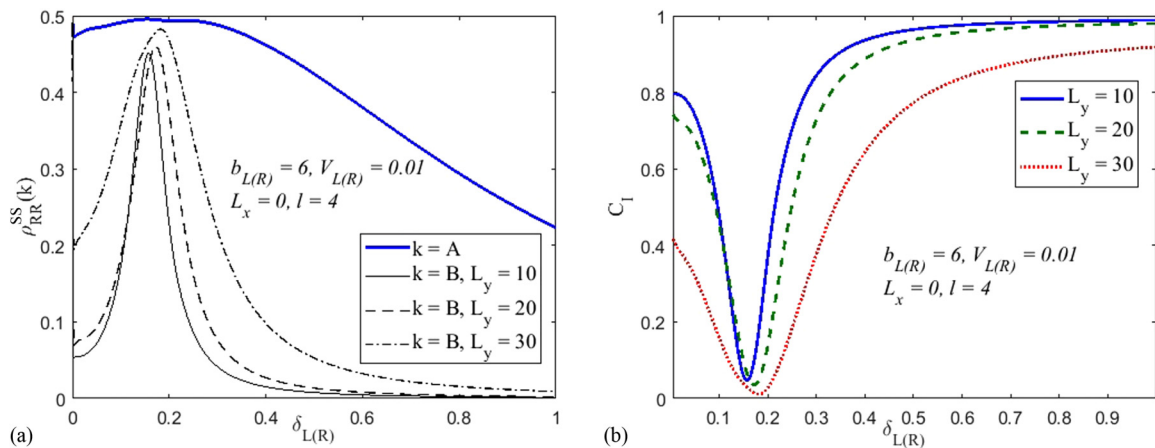 0.5
0.4
0.3
0.2
0.1
0
ρ_RR^SS(k)
b_L(R) = 6, V_L(R) = 0.01
L_x = 0, l = 4
k = A
k = B, L_y = 10
k = B, L_y = 20
k = B, L_y = 30
0 0.2 0.4 0.6 0.8 1
δ_L(R)
(a)
1
0.8
0.6
0.4
0.2
0
C_I
L_y = 10
L_y = 20
L_y = 30
b_L(R) = 6, V_L(R) = 0.01
L_x = 0, l = 4
0.1 0.2 0.3 0.4 0.5 0.6 0.7 0.8 0.9
δ_L(R)
(b)